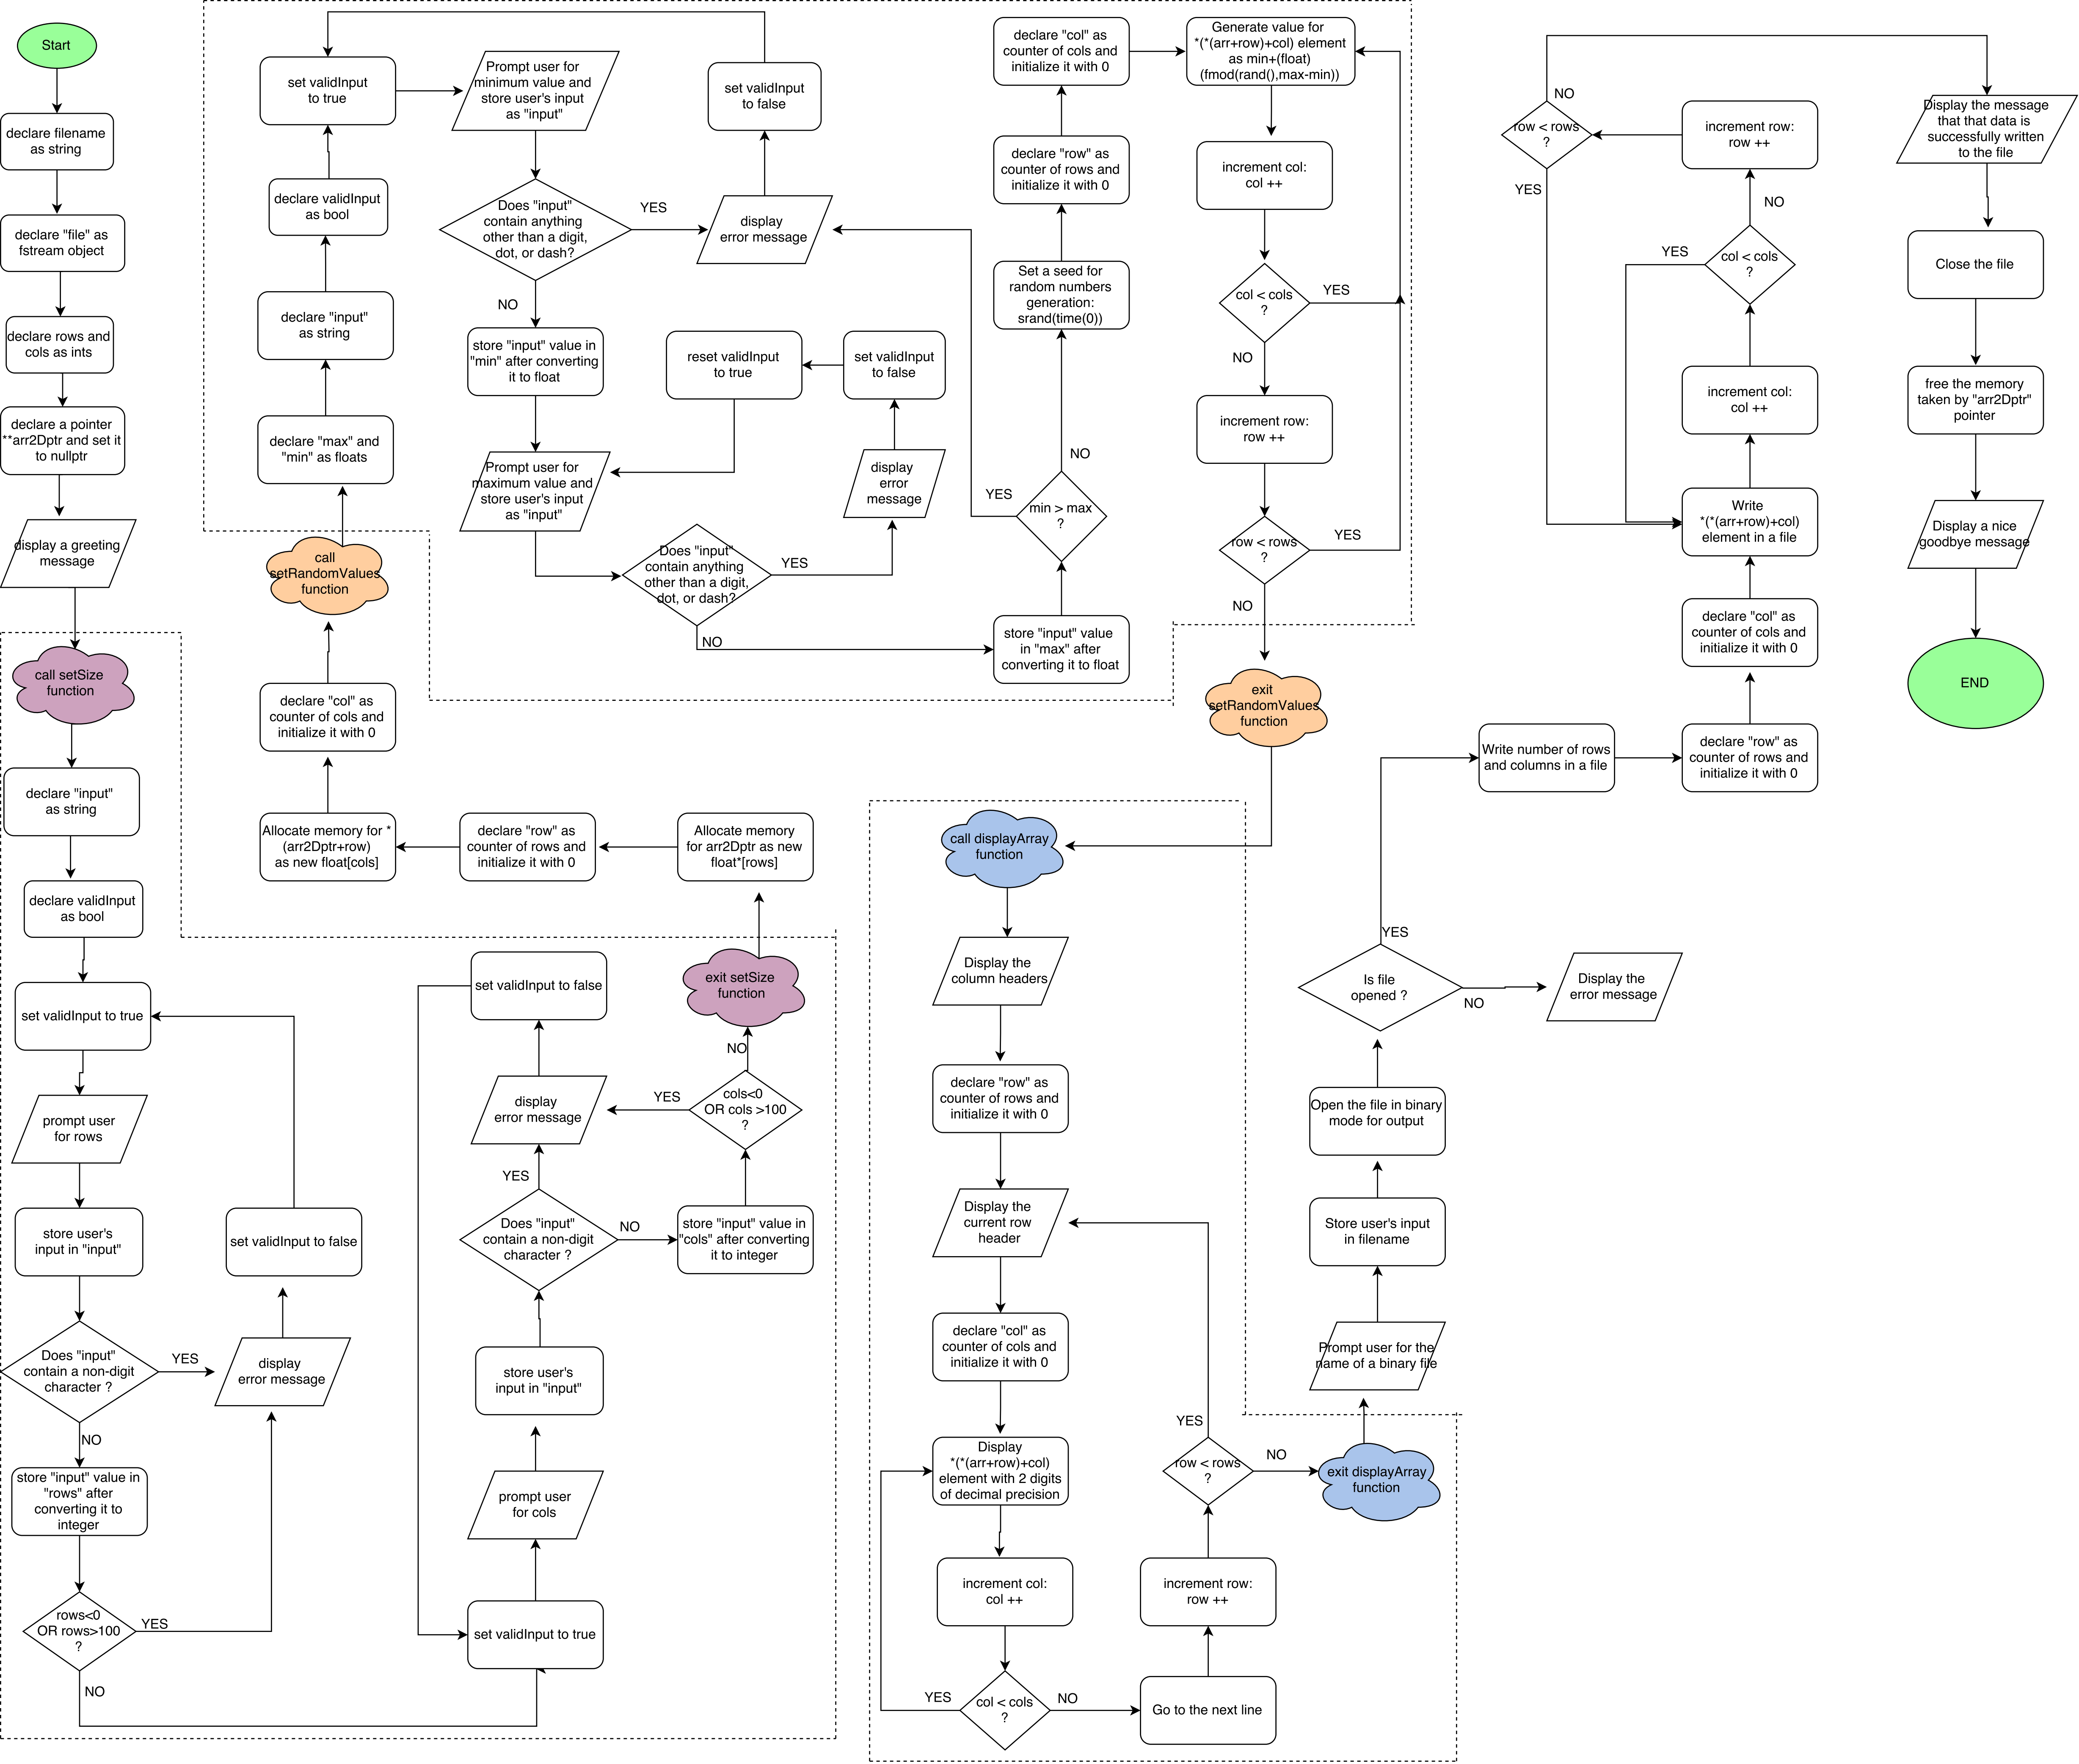 Start
declare filename
as string
declare "file" as
fstream object
declare rows and
cols as ints
declare a pointer
**arr2Dptr and set it
to nullptr
display a greeting
message
call setSize
function
declare "input"
as string
declare validInput
as bool
set validInput to true
prompt user
for rows
store user's
input in "input"
Does "input"
contain a non-digit
character ?
YES
display
error message
set validInput to false
NO
store "input" value in
"rows" after
converting it to
integer
rows<0
OR rows>100
?
YES
NO
set validInput to true
prompt user
for cols
store user's
input in "input"
Does "input"
contain a non-digit
character ?
YES
display
error message
set validInput to false
NO
store "input" value in
"cols" after converting
it to integer
cols<0
OR cols >100
?
YES
NO
exit setSize
function
Allocate memory
for arr2Dptr as new
float*[rows]
declare "row" as
counter of rows and
initialize it with 0
Allocate memory for *
(arr2Dptr+row)
as new float[cols]
declare "col" as
counter of cols and
initialize it with 0
call
setRandomValues
function
declare "max" and
"min" as floats
declare "input"
as string
declare validInput
as bool
set validInput
to true
Prompt user for
minimum value and
store user's input
as "input"
Does "input"
contain anything
other than a digit,
dot, or dash?
YES
display
error message
set validInput
to false
NO
store "input" value in
"min" after converting
it to float
Prompt user for
maximum value and
store user's input
as "input"
Does "input"
contain anything
other than a digit,
dot, or dash?
YES
display
error
message
set validInput
to false
reset validInput
to true
NO
store "input" value
in "max" after
converting it to float
min > max
?
YES
NO
Set a seed for
random numbers
generation:
srand(time(0))
declare "row" as
counter of rows and
initialize it with 0
declare "col" as
counter of cols and
initialize it with 0
Generate value for
*(*(arr+row)+col) element
as min+(float)
(fmod(rand(),max-min))
increment col:
col ++
col < cols
?
YES
NO
increment row:
row ++
row < rows
?
YES
NO
exit
setRandomValues
function
call displayArray
function
Display the
column headers
declare "row" as
counter of rows and
initialize it with 0
Display the
current row
header
declare "col" as
counter of cols and
initialize it with 0
Display
*(*(arr+row)+col)
element with 2 digits
of decimal precision
increment col:
col ++
col < cols
?
YES
NO
Go to the next line
increment row:
row ++
row < rows
?
YES
NO
exit displayArray
function
Prompt user for the
name of a binary file
Store user's input
in filename
Open the file in binary
mode for output
Is file
opened ?
NO
Display the
error message
YES
Write number of rows
and columns in a file
declare "row" as
counter of rows and
initialize it with 0
declare "col" as
counter of cols and
initialize it with 0
Write
*(*(arr+row)+col)
element in a file
increment col:
col ++
col < cols
?
YES
NO
increment row:
row ++
row < rows
?
YES
NO
Display the message
that that data is
successfully written
to the file
Close the file
free the memory
taken by "arr2Dptr"
pointer
Display a nice
goodbye message
END